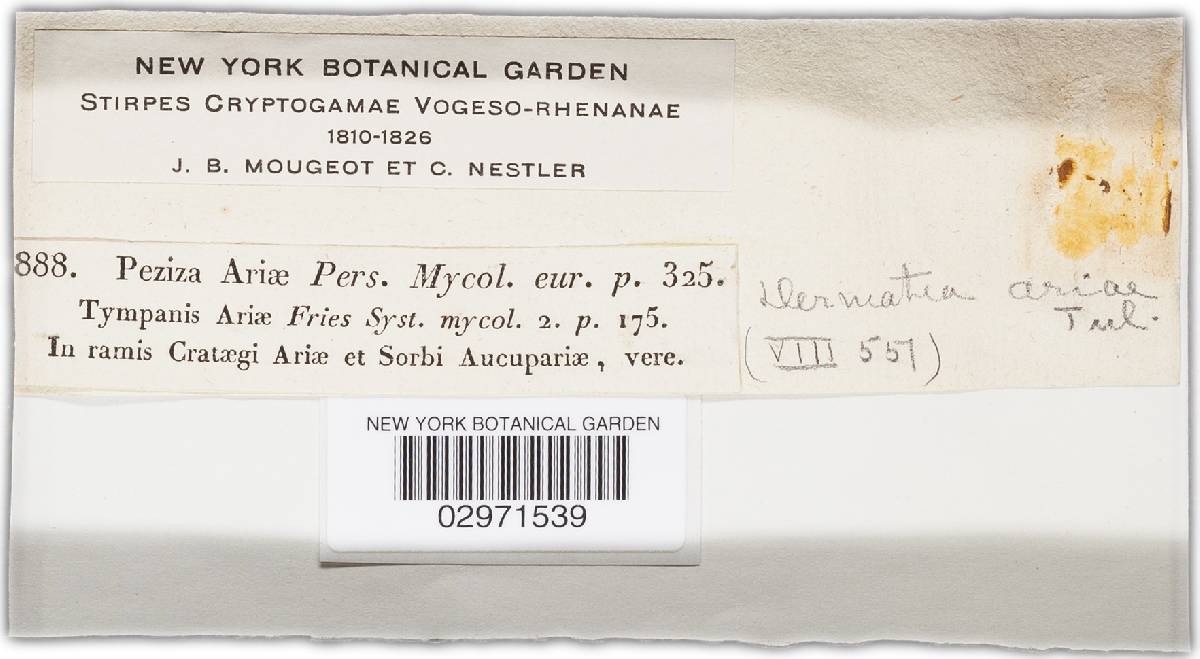 NEW YORK BOTANICAL GARDEN
STIRPES CRYPTOGAMAE VOGESO-RHENANAE
1810-1826
J. B. MOUGEOT ET C. NESTLER
888. Peziza Ariæ Pers. Mycol. eur. p. 325.
Tympanis Ariæ Fries Syst. mycol. 2. p. 175.
In ramis Cratægi Ariæ et Sorbi Aucupariæ, vere.
Dermatea ariae
Tul.
(VIII 551)
NEW YORK BOTANICAL GARDEN
02971539